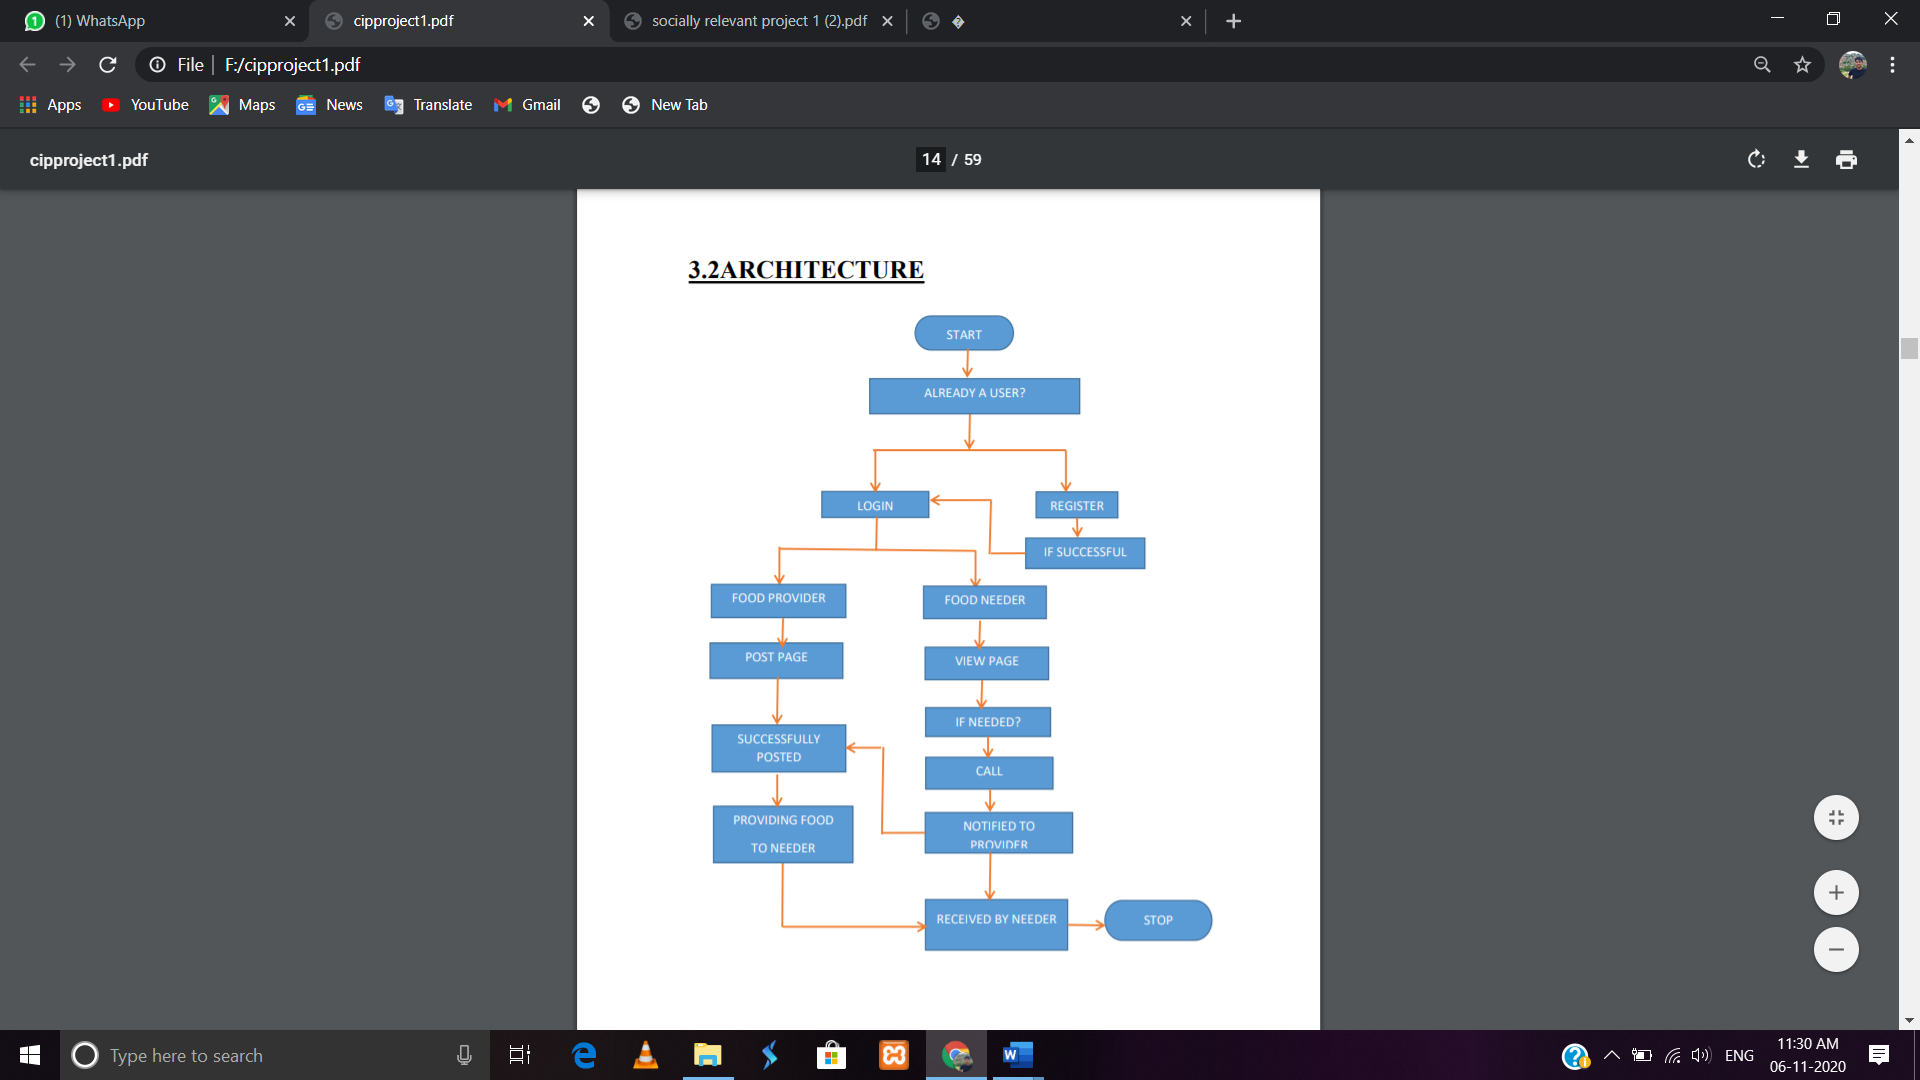 (1) WhatsApp
cipproject1.pdf
socially relevant project 1 (2).pdf
File
F:/cipproject1.pdf
Apps
YouTube
Maps
News
Translate
Gmail
New Tab
cipproject1.pdf
14 / 59
3.2ARCHITECTURE
START
ALREADY A USER?
LOGIN
REGISTER
IF SUCCESSFUL
FOOD PROVIDER
FOOD NEEDER
POST PAGE
VIEW PAGE
IF NEEDED?
SUCCESSFULLY
POSTED
CALL
PROVIDING FOOD
TO NEEDER
NOTIFIED TO
PROVIDER
RECEIVED BY NEEDER
STOP
Type here to search
ENG
11:30 AM
06-11-2020